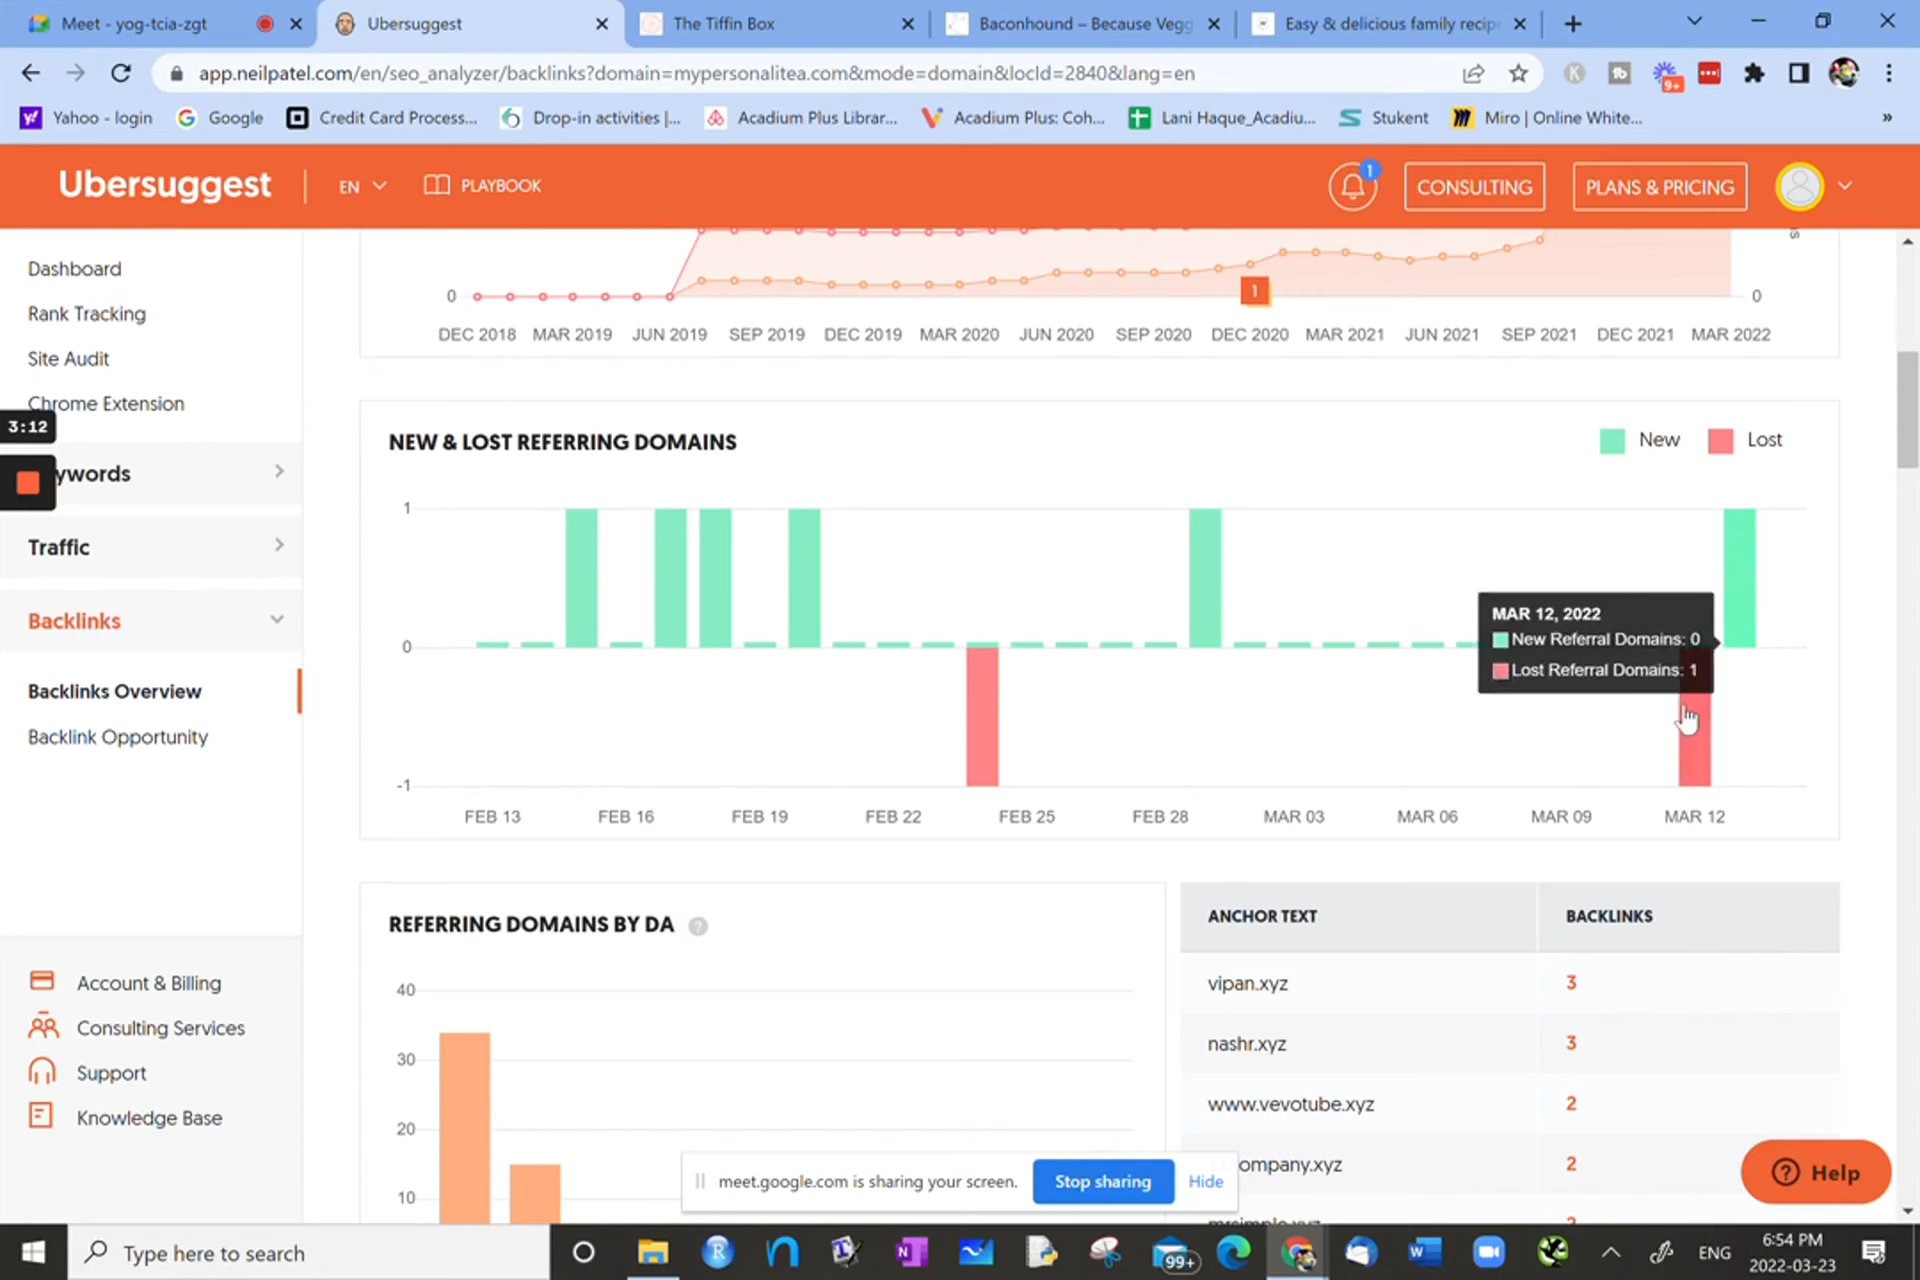 Meet - yog-tcia-zgt
Ubersuggest
The Tiffin Box
Baconhound – Because Vegg
Easy & delicious family recip
app.neilpatel.com/en/seo_analyzer/backlinks?domain=mypersonalitea.com&mode=domain&locId=2840&lang=en
9+
Yahoo - login
Google
Credit Card Process...
Drop-in activities |...
Acadium Plus Librar...
Acadium Plus: Coh...
Lani Haque_Acadiu...
Stukent
Miro | Online White...
»
Ubersuggest
EN
PLAYBOOK
1
CONSULTING
PLANS & PRICING
Dashboard
Rank Tracking
Site Audit
Chrome Extension
3:12
ywords
Traffic
Backlinks
Backlinks Overview
Backlink Opportunity
Account & Billing
Consulting Services
Support
Knowledge Base
0
1
0
DEC 2018 MAR 2019 JUN 2019 SEP 2019 DEC 2019 MAR 2020 JUN 2020 SEP 2020 DEC 2020 MAR 2021 JUN 2021 SEP 2021 DEC 2021 MAR 2022
NEW & LOST REFERRING DOMAINS
New
Lost
1
0
-1
MAR 12, 2022
New Referral Domains: 0
Lost Referral Domains: 1
FEB 13 FEB 16 FEB 19 FEB 22 FEB 25 FEB 28 MAR 03 MAR 06 MAR 09 MAR 12
REFERRING DOMAINS BY DA ?
40
30
20
10
ANCHOR TEXT BACKLINKS
vipan.xyz 3
nashr.xyz 3
www.vevotube.xyz 2
ompany.xyz 2
mrsimple.xyz 2
meet.google.com is sharing your screen.
Stop sharing
Hide
? Help
Type here to search
99+
ENG
6:54 PM
2022-03-23